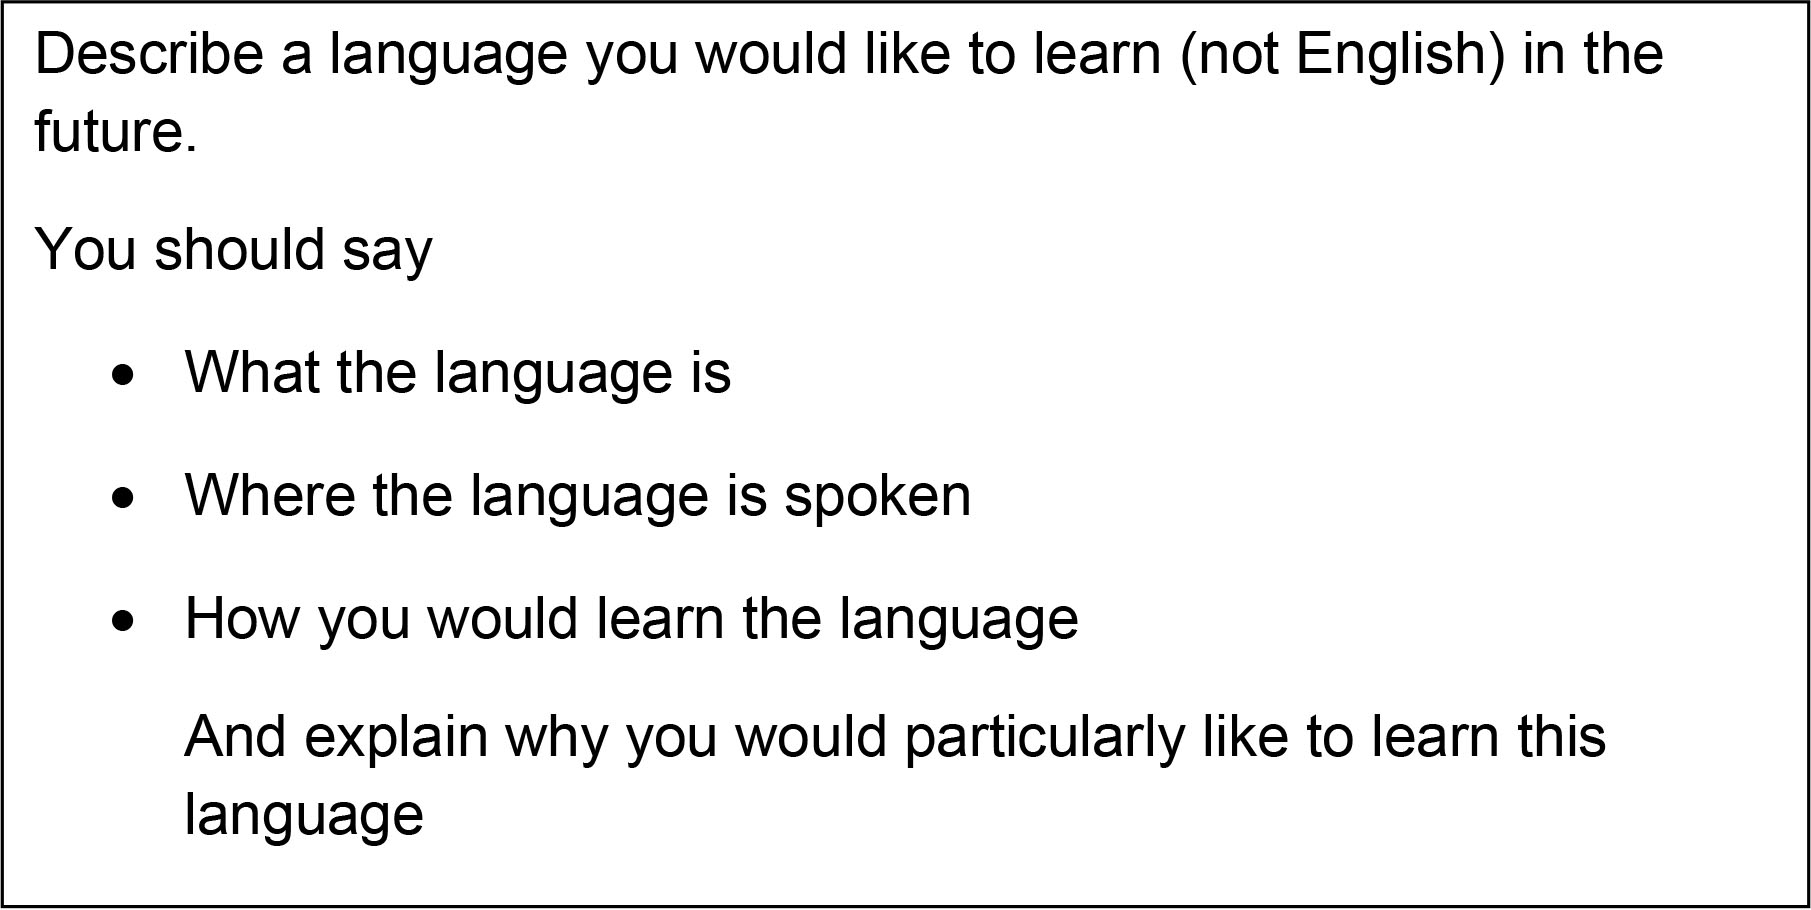 Describe a language you would like to learn (not English) in the
future.
You should say
• What the language is
• Where the language is spoken
• How you would learn the language
And explain why you would particularly like to learn this
language